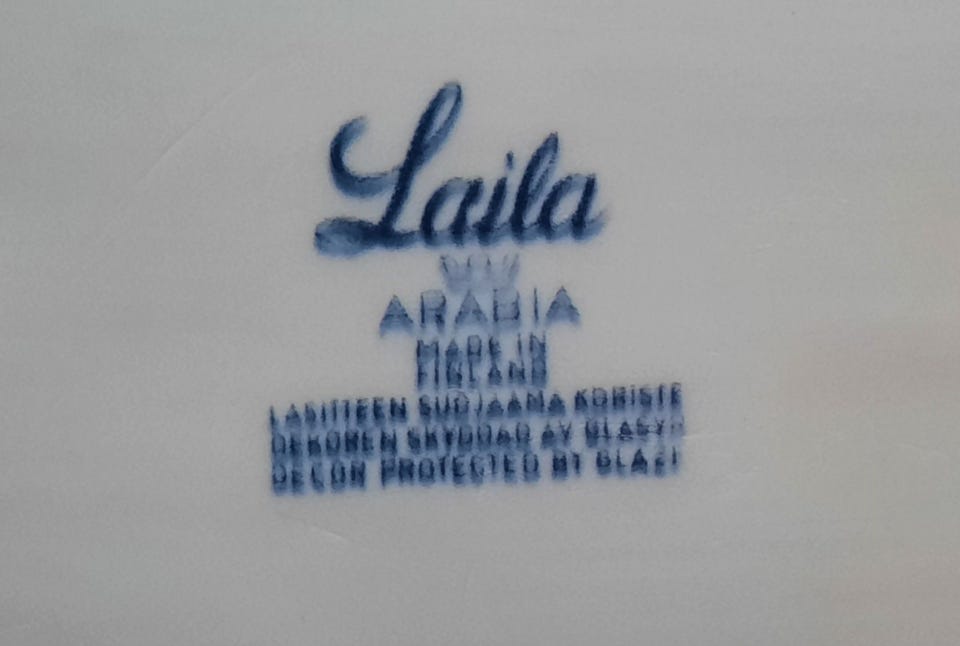 Laila
ARABIA
MADE IN
FINLAND
LASITTEEN SUOJAAMA KORISTE
DEKOREN SKYDDAD AV GLASYR
DECOR PROTECTED BY GLAZE